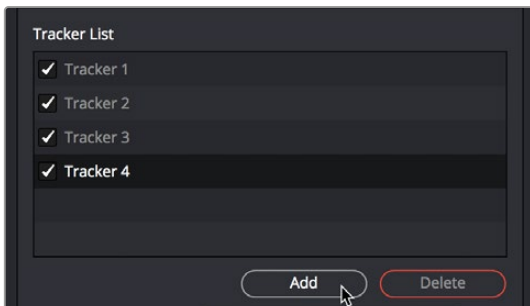 Tracker List
Tracker 1
Tracker 2
Tracker 3
Tracker 4
Add Delete